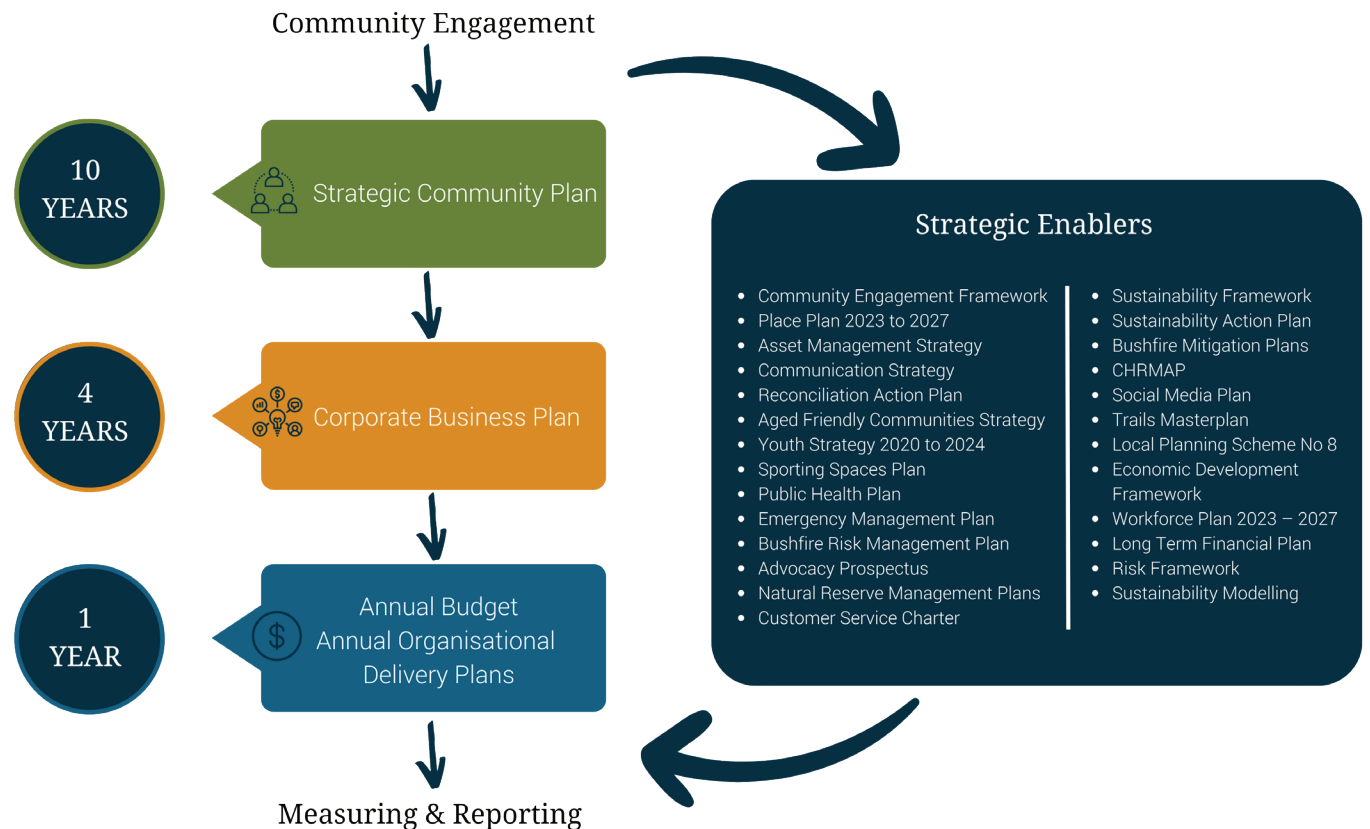 Community Engagement
10
YEARS
Strategic Community Plan
4
YEARS
Corporate Business Plan
1
YEAR
$
Annual Budget
Annual Organisational
Delivery Plans
Measuring & Reporting
Strategic Enablers
• Community Engagement Framework
• Place Plan 2023 to 2027
• Asset Management Strategy
• Communication Strategy
• Reconciliation Action Plan
• Aged Friendly Communities Strategy
• Youth Strategy 2020 to 2024
• Sporting Spaces Plan
• Public Health Plan
• Emergency Management Plan
• Bushfire Risk Management Plan
• Advocacy Prospectus
• Natural Reserve Management Plans
• Customer Service Charter
• Sustainability Framework
• Sustainability Action Plan
• Bushfire Mitigation Plans
• CHRMAP
• Social Media Plan
• Trails Masterplan
• Local Planning Scheme No 8
• Economic Development
Framework
• Workforce Plan 2023 – 2027
• Long Term Financial Plan
• Risk Framework
• Sustainability Modelling